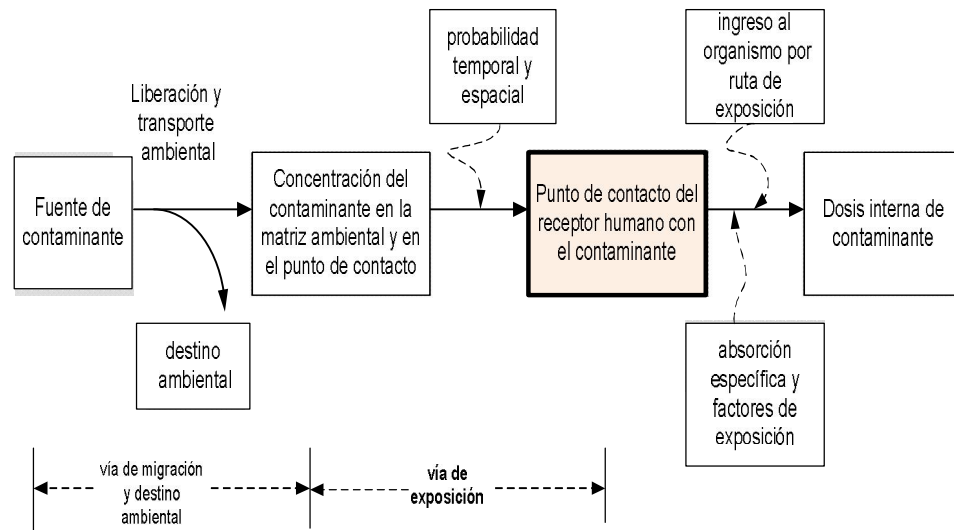 probabilidad
temporal y
espacial
ingreso al
organismo por
ruta de
exposición
Liberación y
transporte
ambiental
Fuente de
contaminante
Concentración del
contaminante en la
matriz ambiental y en
el punto de contacto
Punto de contacto del
receptor humano con
el contaminante
Dosis interna de
contaminante
destino
ambiental
absorción
específica y
factores de
exposición
vía de migración
y destino
ambiental
vía de
exposición